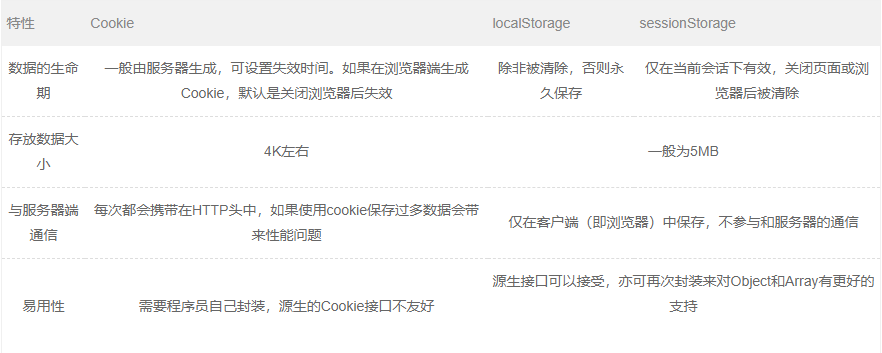 特性 Cookie localStorage sessionStorage
数据的生命期
一般由服务器生成，可设置失效时间。如果在浏览器端生成
Cookie，默认是关闭浏览器后失效
除非被清除，否则永
久保存
仅在当前会话下有效，关闭页面或浏
览器后被清除
存放数据大
小
4K左右
一般为5MB
与服务器端
通信
每次都会携带在HTTP头中，如果使用cookie保存过多数据会带
来性能问题
仅在客户端（即浏览器）中保存，不参与和服务器的通信
易用性
需要程序员自己封装，源生的Cookie接口不友好
源生接口可以接受，亦可再次封装来对Object和Array有更好的
支持